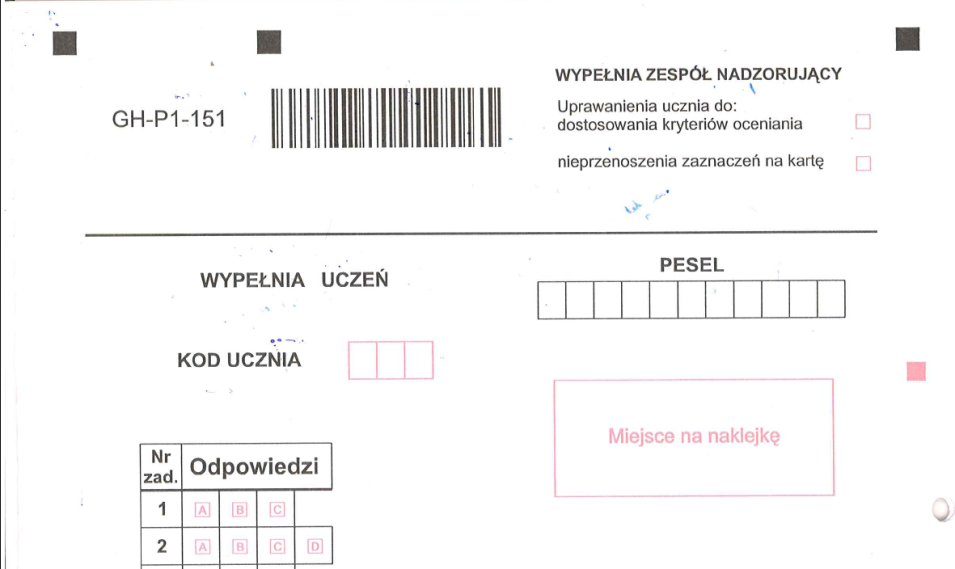 GH-P1-151
WYPEŁNIA ZESPÓŁ NADZORUJĄCY
Uprawnienia ucznia do:
dostosowania kryteriów oceniania
nieprzenoszenia zaznaczeń na kartę
WYPEŁNIA UCZEŃ
PESEL
KOD UCZNIA
Miejsce na naklejkę
Nr zad. Odpowiedzi
1 A B C
2 A B C D